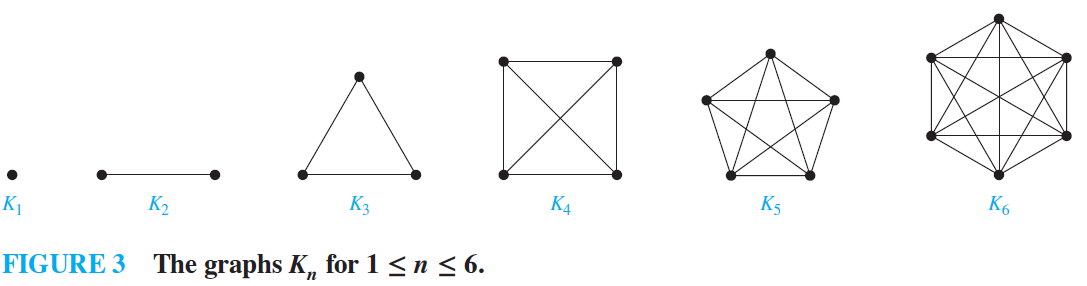 K₁ K₂ K₃ K₄ K₅ K₆
FIGURE 3 The graphs Kₙ for 1 ≤ n ≤ 6.